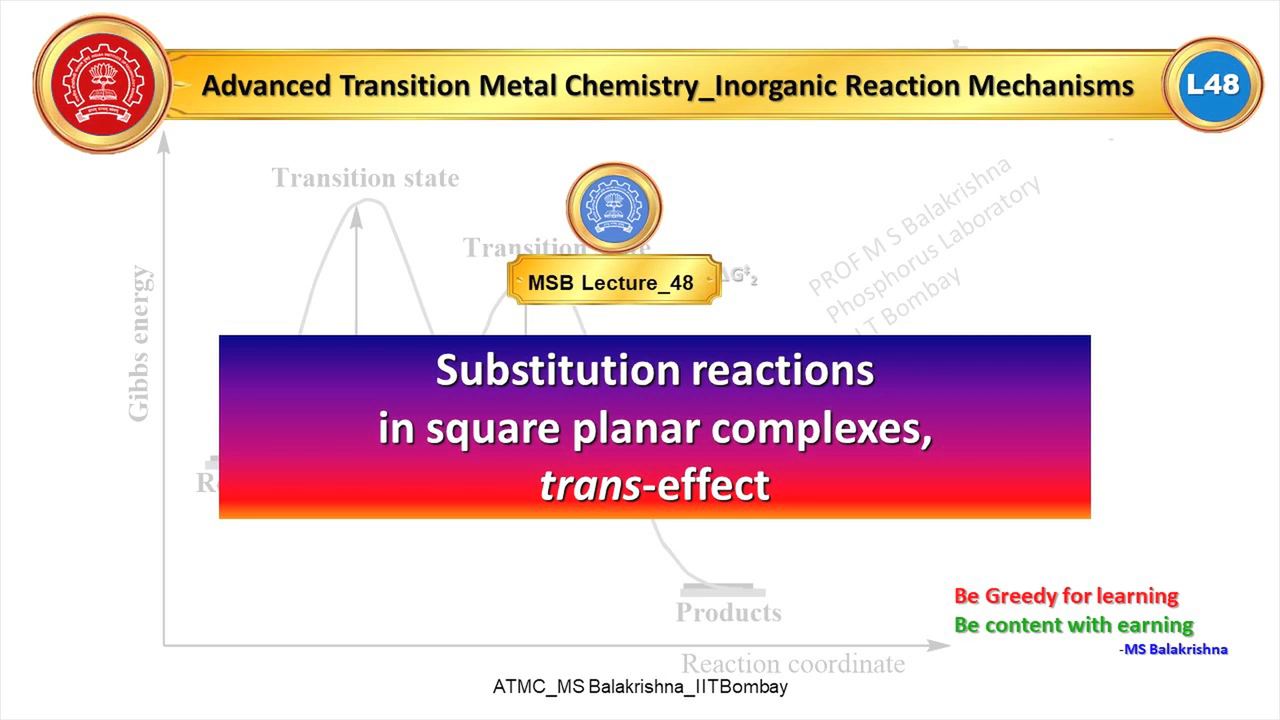 Advanced Transition Metal Chemistry_Inorganic Reaction Mechanisms
L48
Transition state
Transition
ΔG‡2
PROF M S Balakrishna
Phosphorus Laboratory
I I T Bombay
MSB Lecture_48
Gibbs energy
Substitution reactions
in square planar complexes,
trans-effect
Products
Reaction coordinate
Be Greedy for learning
Be content with earning
-MS Balakrishna
ATMC_MS Balakrishna_IITBombay